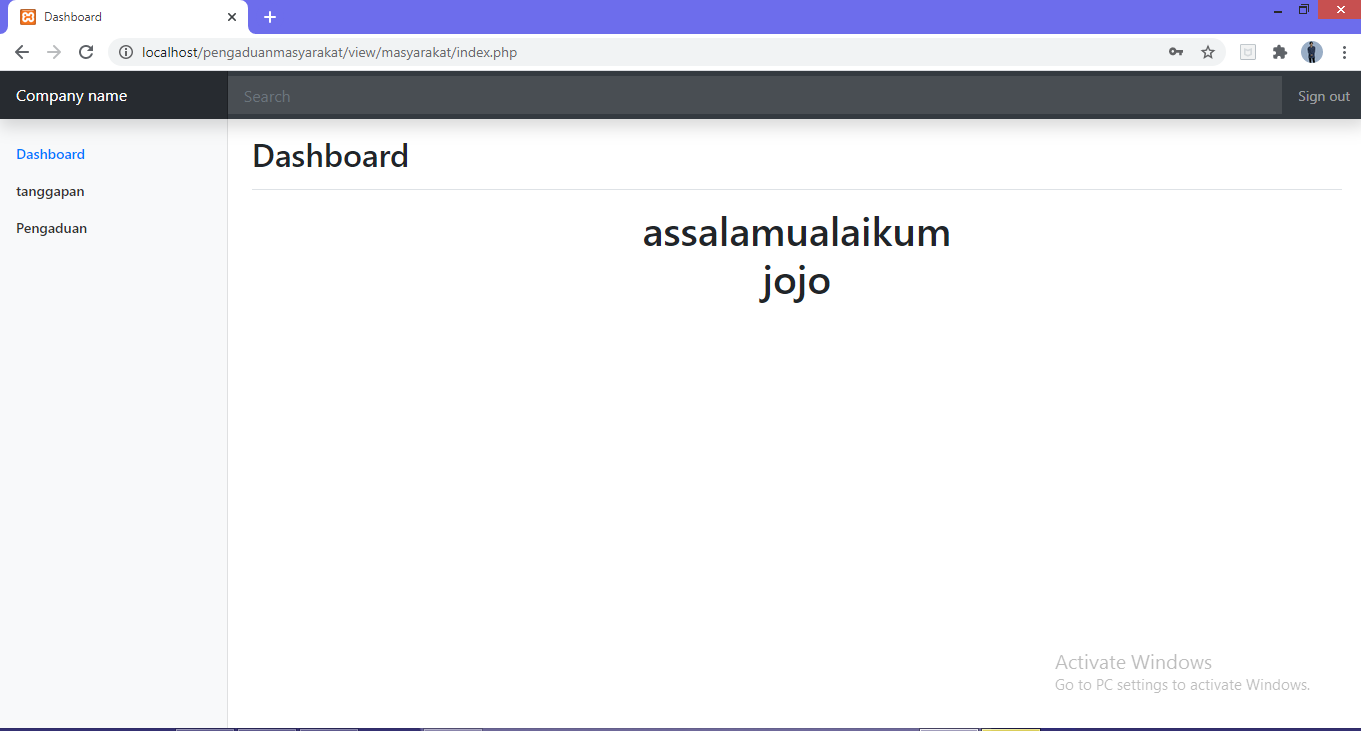 Dashboard
localhost/pengaduanmasyarakat/view/masyarakat/index.php
Company name
Search
Sign out
Dashboard
tanggapan
Pengaduan
Dashboard
assalamualaikum
jojo
Activate Windows
Go to PC settings to activate Windows.